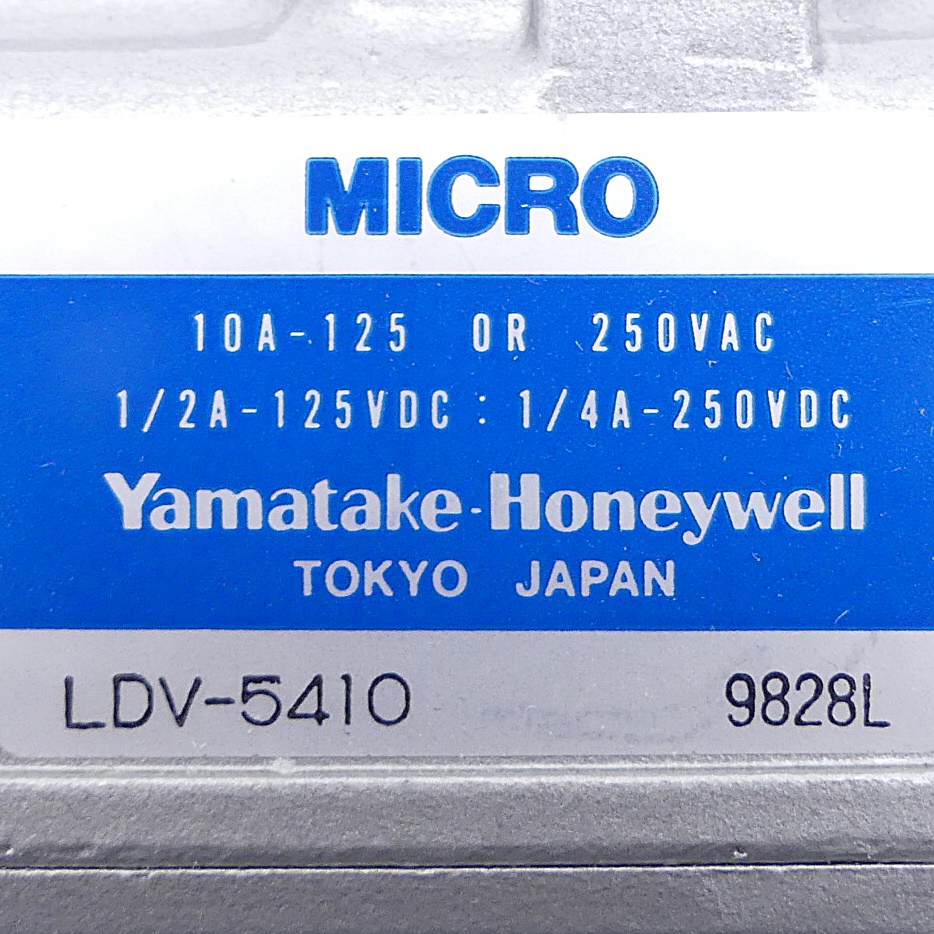 MICRO
10A-125 OR 250VAC
1/2A-125VDC : 1/4A-250VDC
Yamatake-Honeywell
TOKYO JAPAN
LDV-5410 9828L